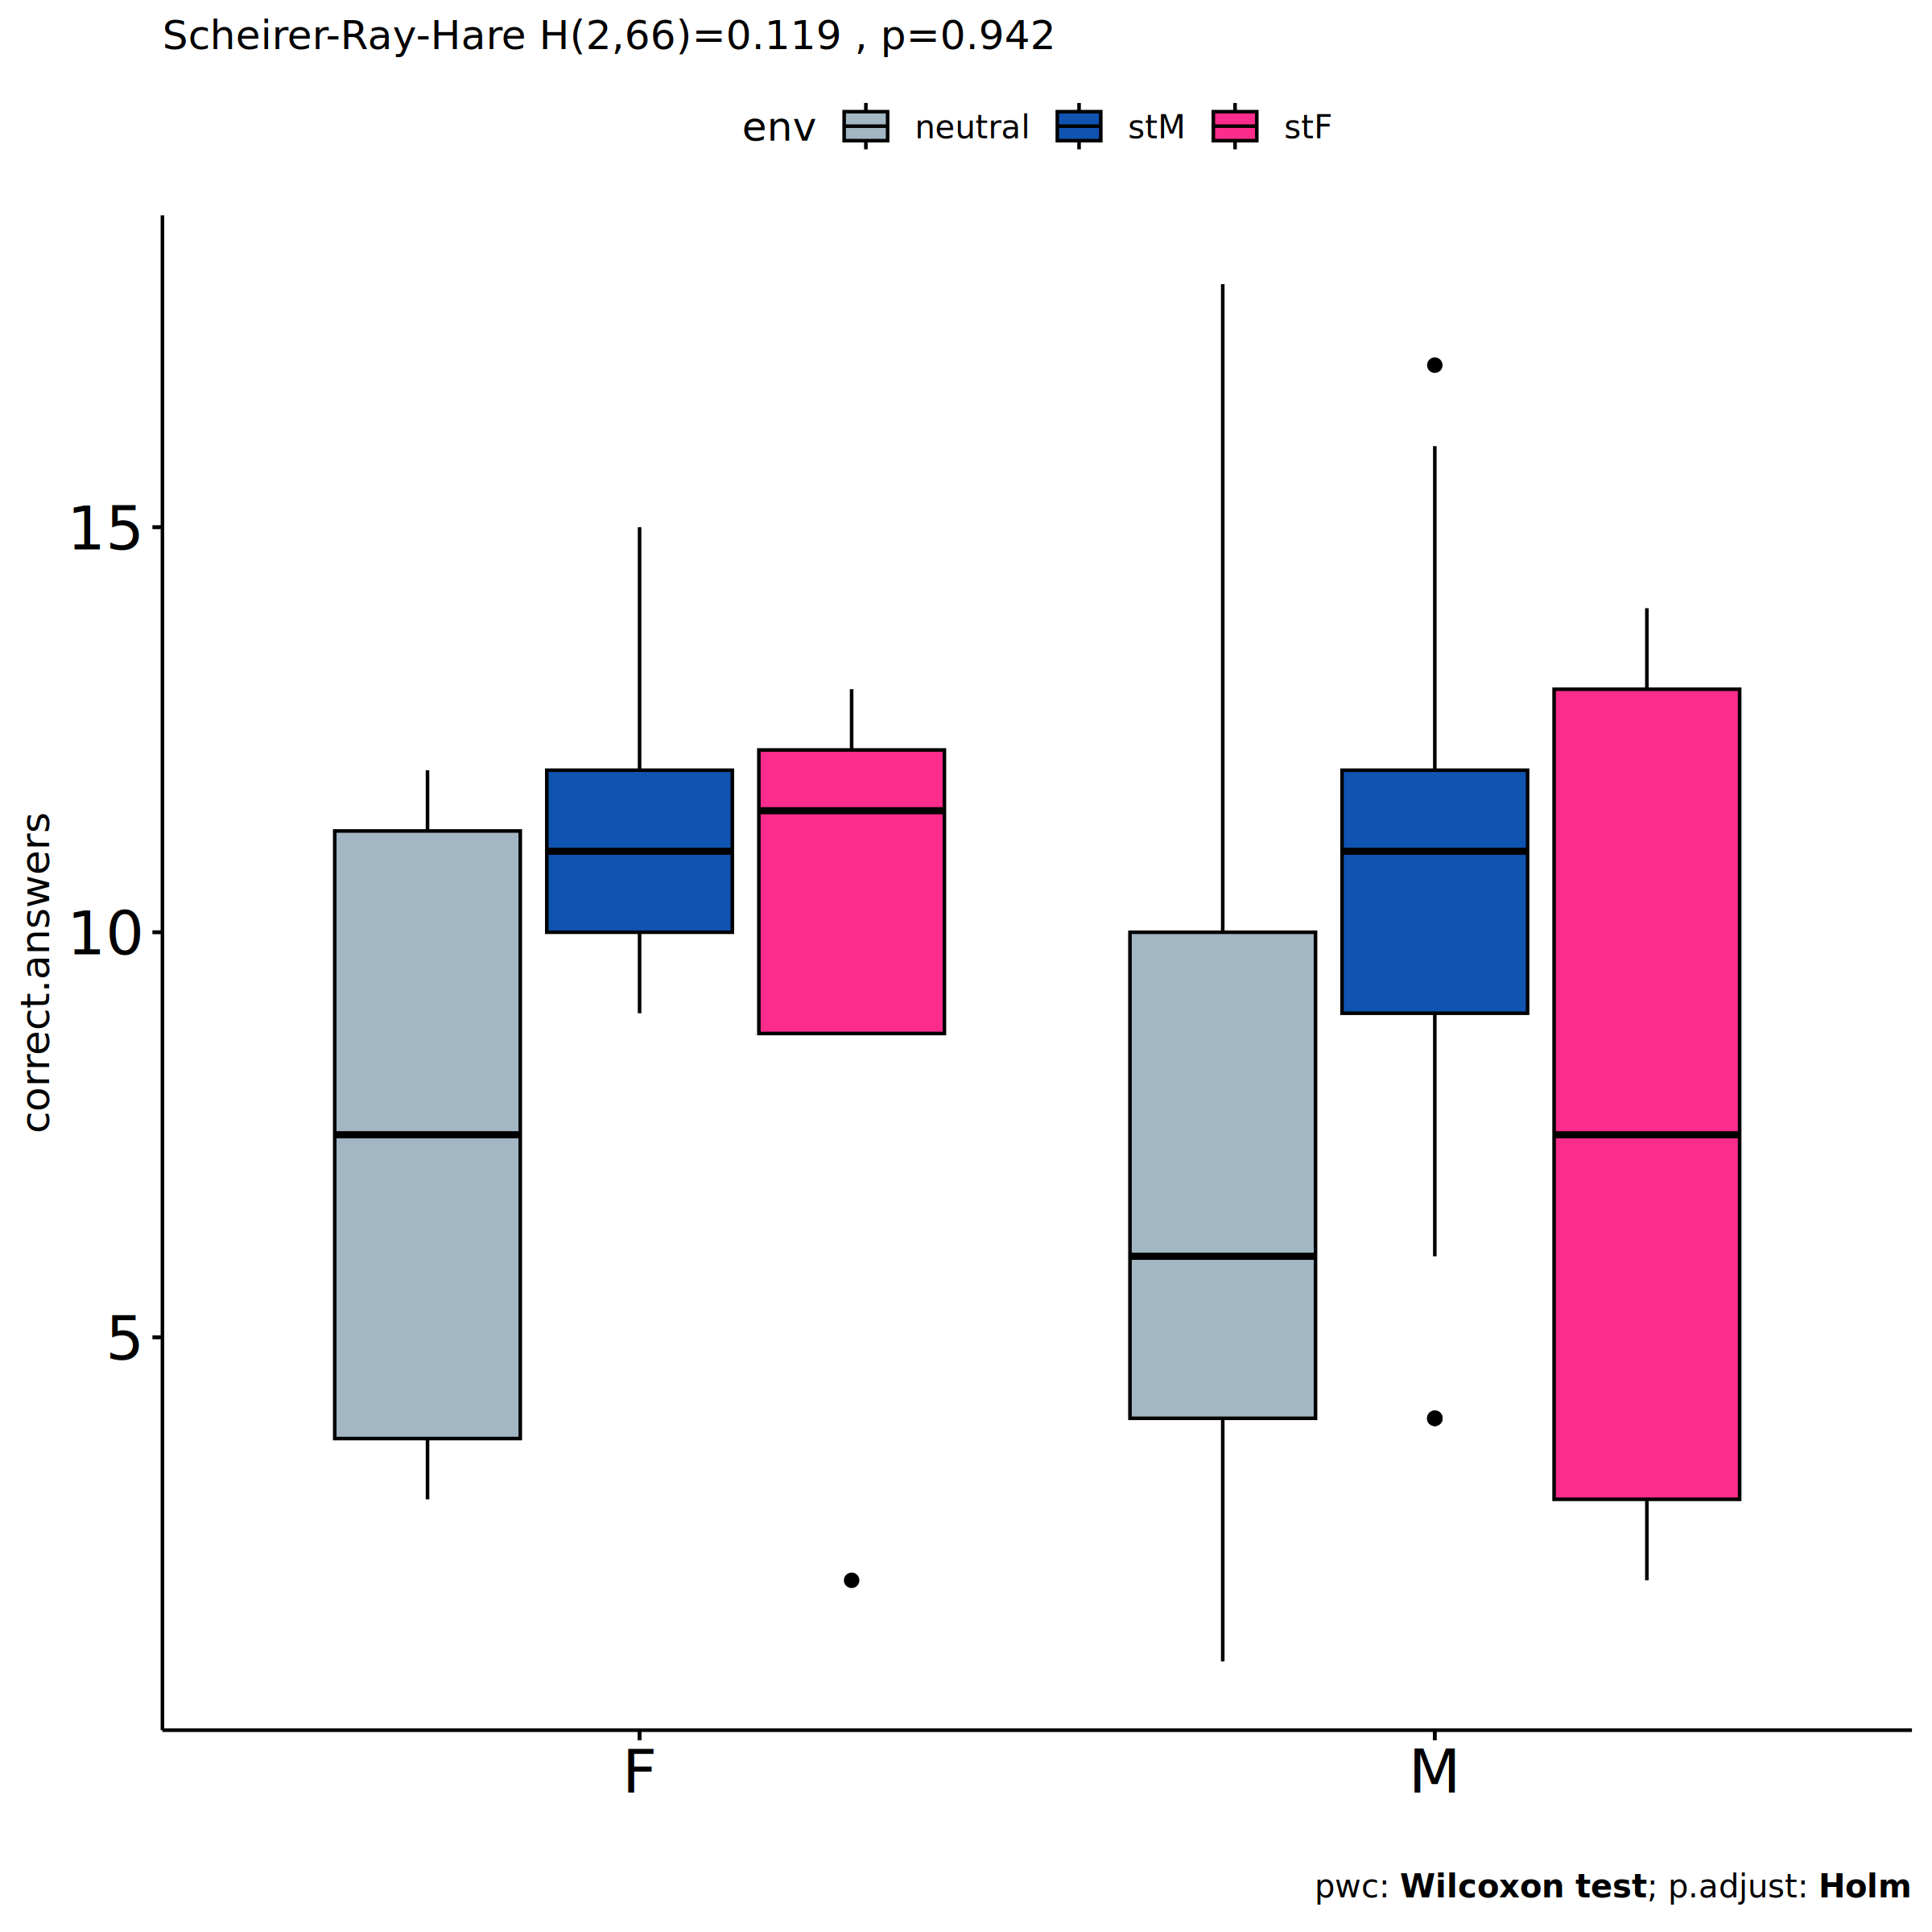 Scheirer-Ray-Hare H(2,66)=0.119 , p=0.942
env neutral stM stF
correct.answers
15
10
5
F M
pwc: Wilcoxon test; p.adjust: Holm